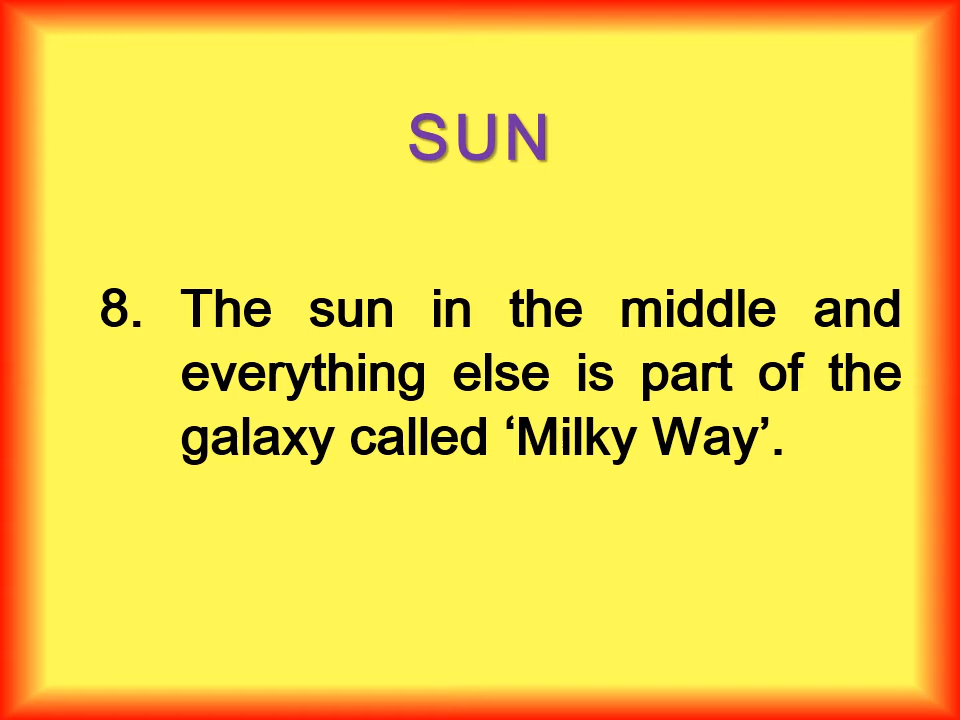 SUN
8. The sun in the middle and
everything else is part of the
galaxy called ‘Milky Way’.